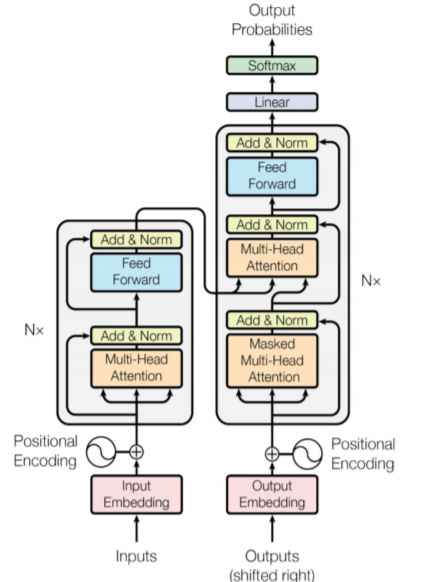 Output
Probabilities
Softmax
Linear
Add & Norm
Feed
Forward
Add & Norm
Multi-Head
Attention
Add & Norm
Masked
Multi-Head
Attention
Nx
Add & Norm
Feed
Forward
Add & Norm
Multi-Head
Attention
Nx
Positional
Encoding
Positional
Encoding
Input
Embedding
Output
Embedding
Inputs
Outputs
(shifted right)